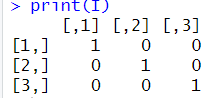 > print(I)
     [,1] [,2] [,3]
[1,]    1    0    0
[2,]    0    1    0
[3,]    0    0    1